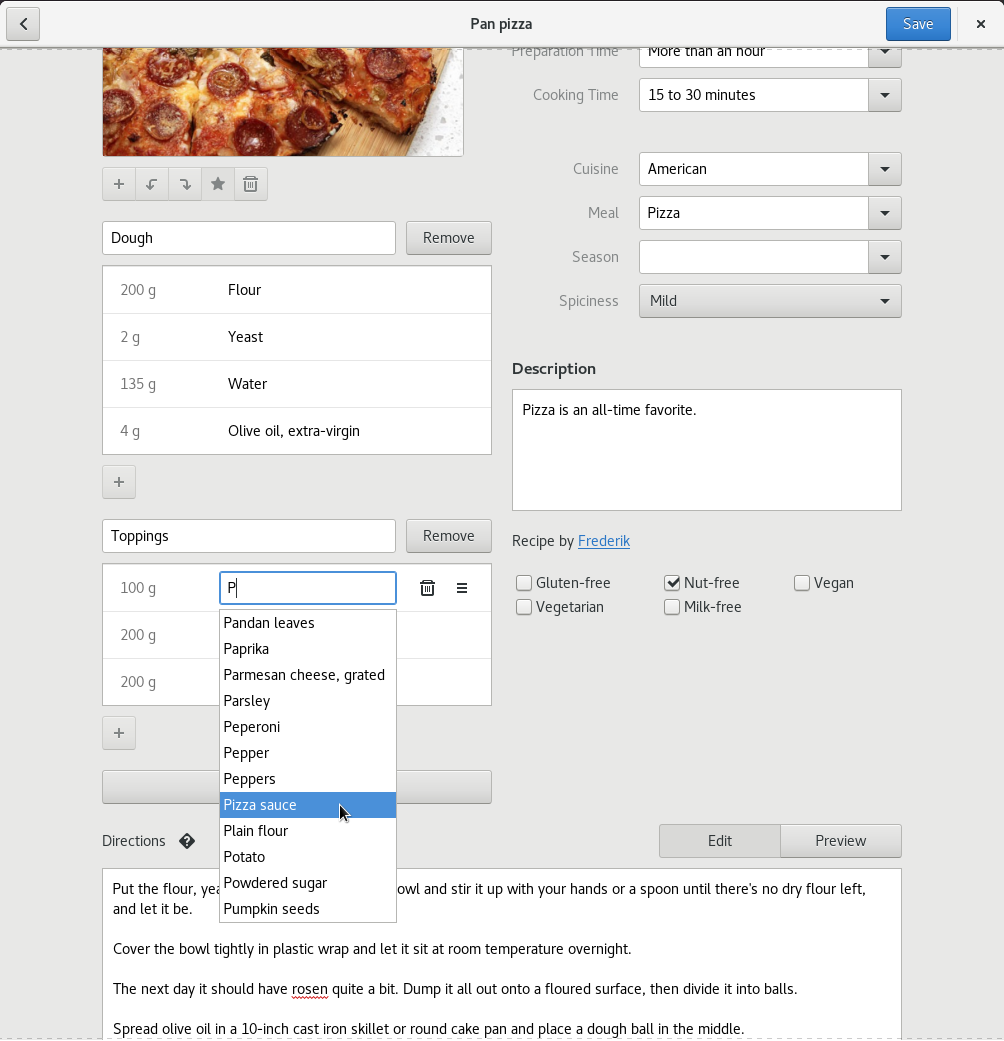 Pan pizza
Save
Preparation Time
More than an hour
Cooking Time
15 to 30 minutes
Cuisine
American
Meal
Pizza
Season
Spiciness
Mild
Dough
Remove
200 g
Flour
2 g
Yeast
135 g
Water
4 g
Olive oil, extra-virgin
Description
Pizza is an all-time favorite.
Recipe by Frederik
Gluten-free
Nut-free
Vegan
Vegetarian
Milk-free
Toppings
Remove
100 g
P
200 g
200 g
Pandan leaves
Paprika
Parmesan cheese, grated
Parsley
Peperoni
Pepper
Peppers
Pizza sauce
Plain flour
Potato
Powdered sugar
Pumpkin seeds
Directions
Edit
Preview
Put the flour, owl and stir it up with your hands or a spoon until there's no dry flour left,
and let it be.
Cover the bowl tightly in plastic wrap and let it sit at room temperature overnight.
The next day it should have rosen quite a bit. Dump it all out onto a floured surface, then divide it into balls.
Spread olive oil in a 10-inch cast iron skillet or round cake pan and place a dough ball in the middle.